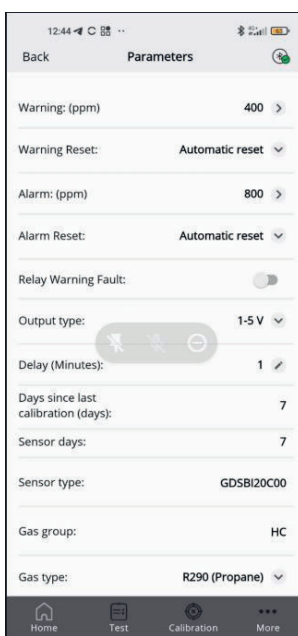 12:44
Back Parameters
Warning: (ppm) 400
Warning Reset: Automatic reset
Alarm: (ppm) 800
Alarm Reset: Automatic reset
Relay Warning Fault:
Output type: 1-5 V
Delay (Minutes): 1
Days since last
calibration (days): 7
Sensor days: 7
Sensor type: GDSBI20C00
Gas group: HC
Gas type: R290 (Propane)
Home Test Calibration More